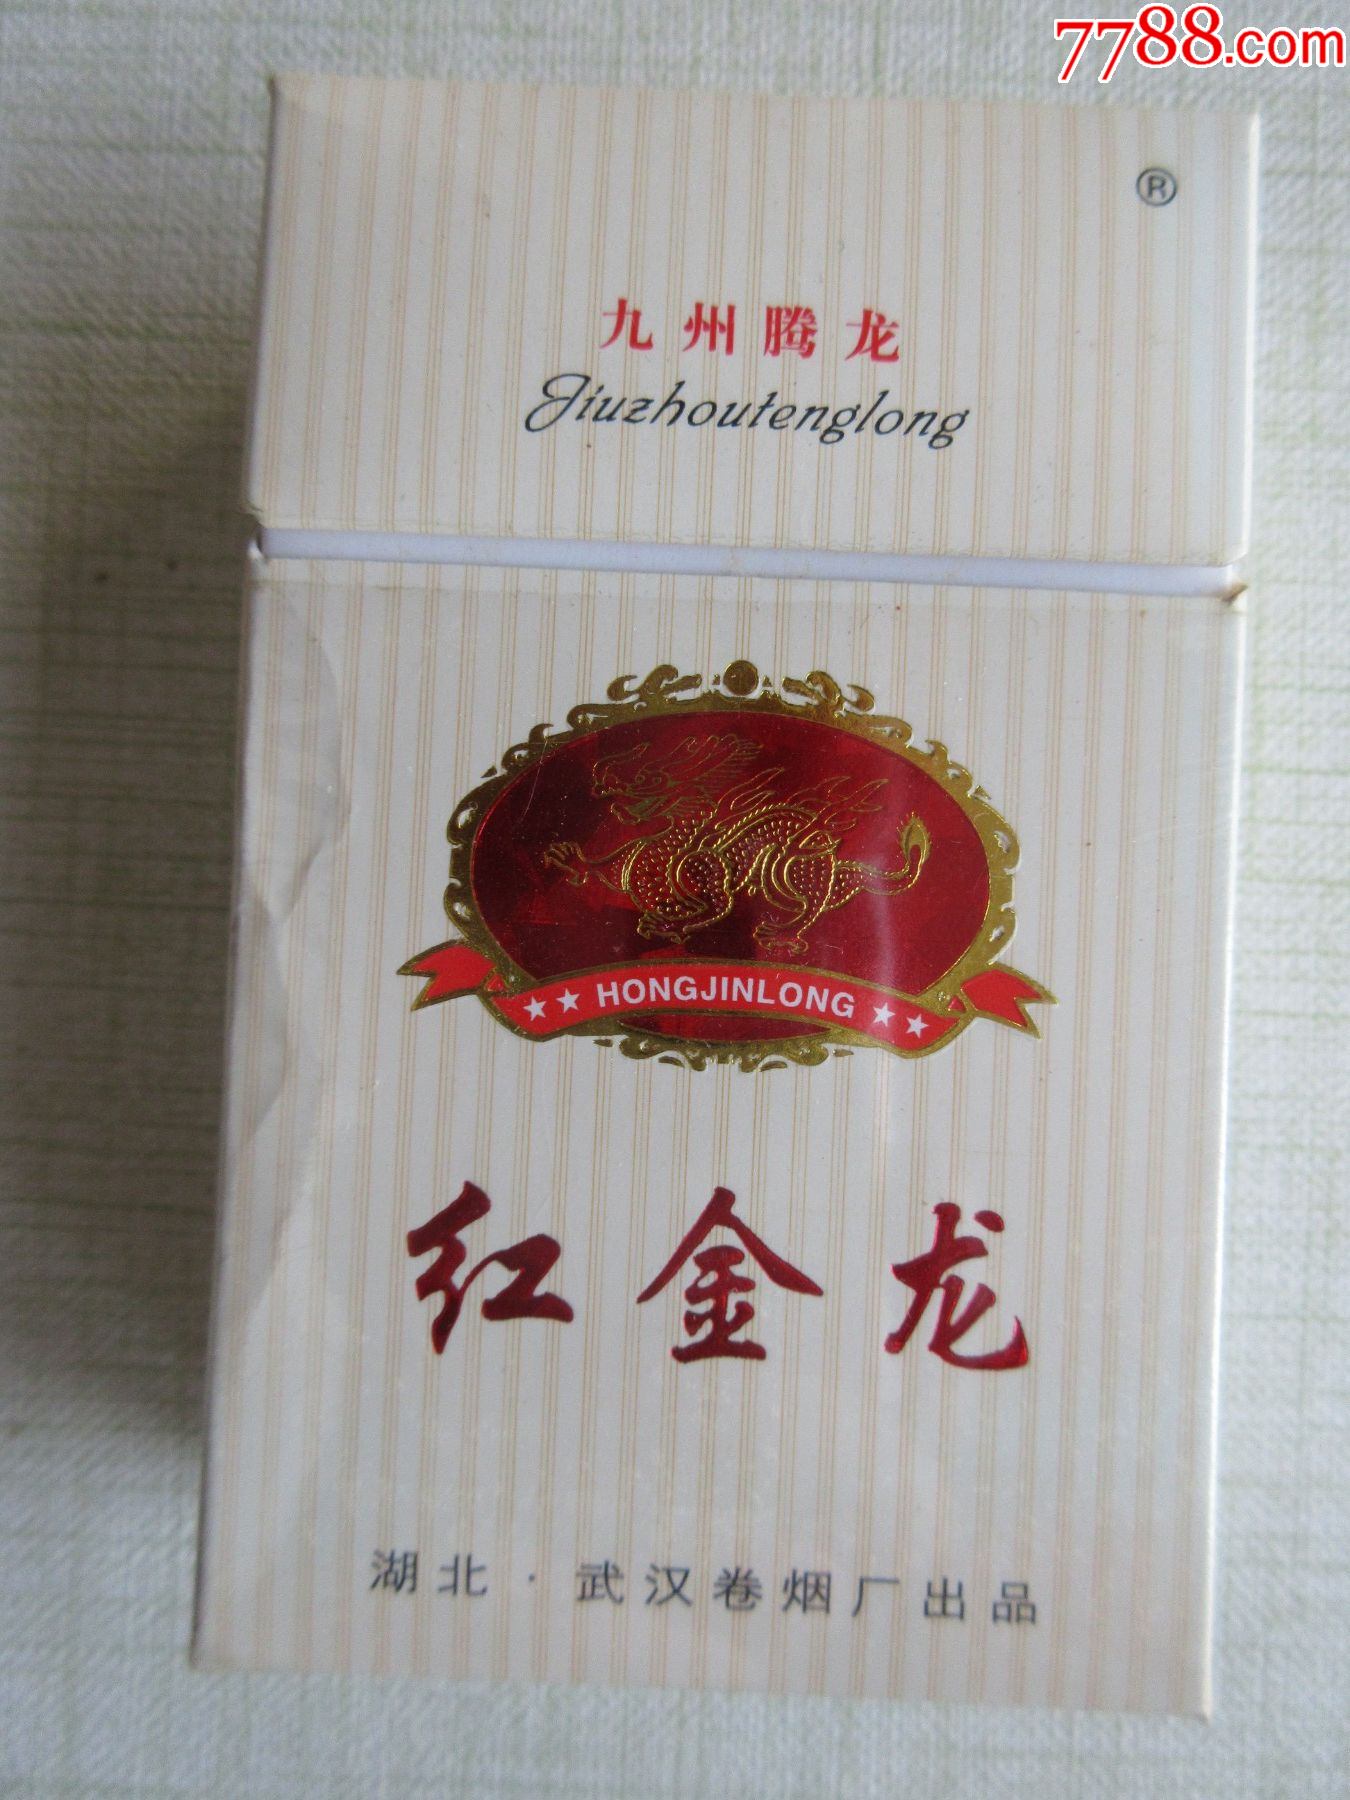 7788.com
®
九州腾龙
Jiuzhoutenglong
★★ HONGJINLONG ★★
红金龙
湖北·武汉卷烟厂出品